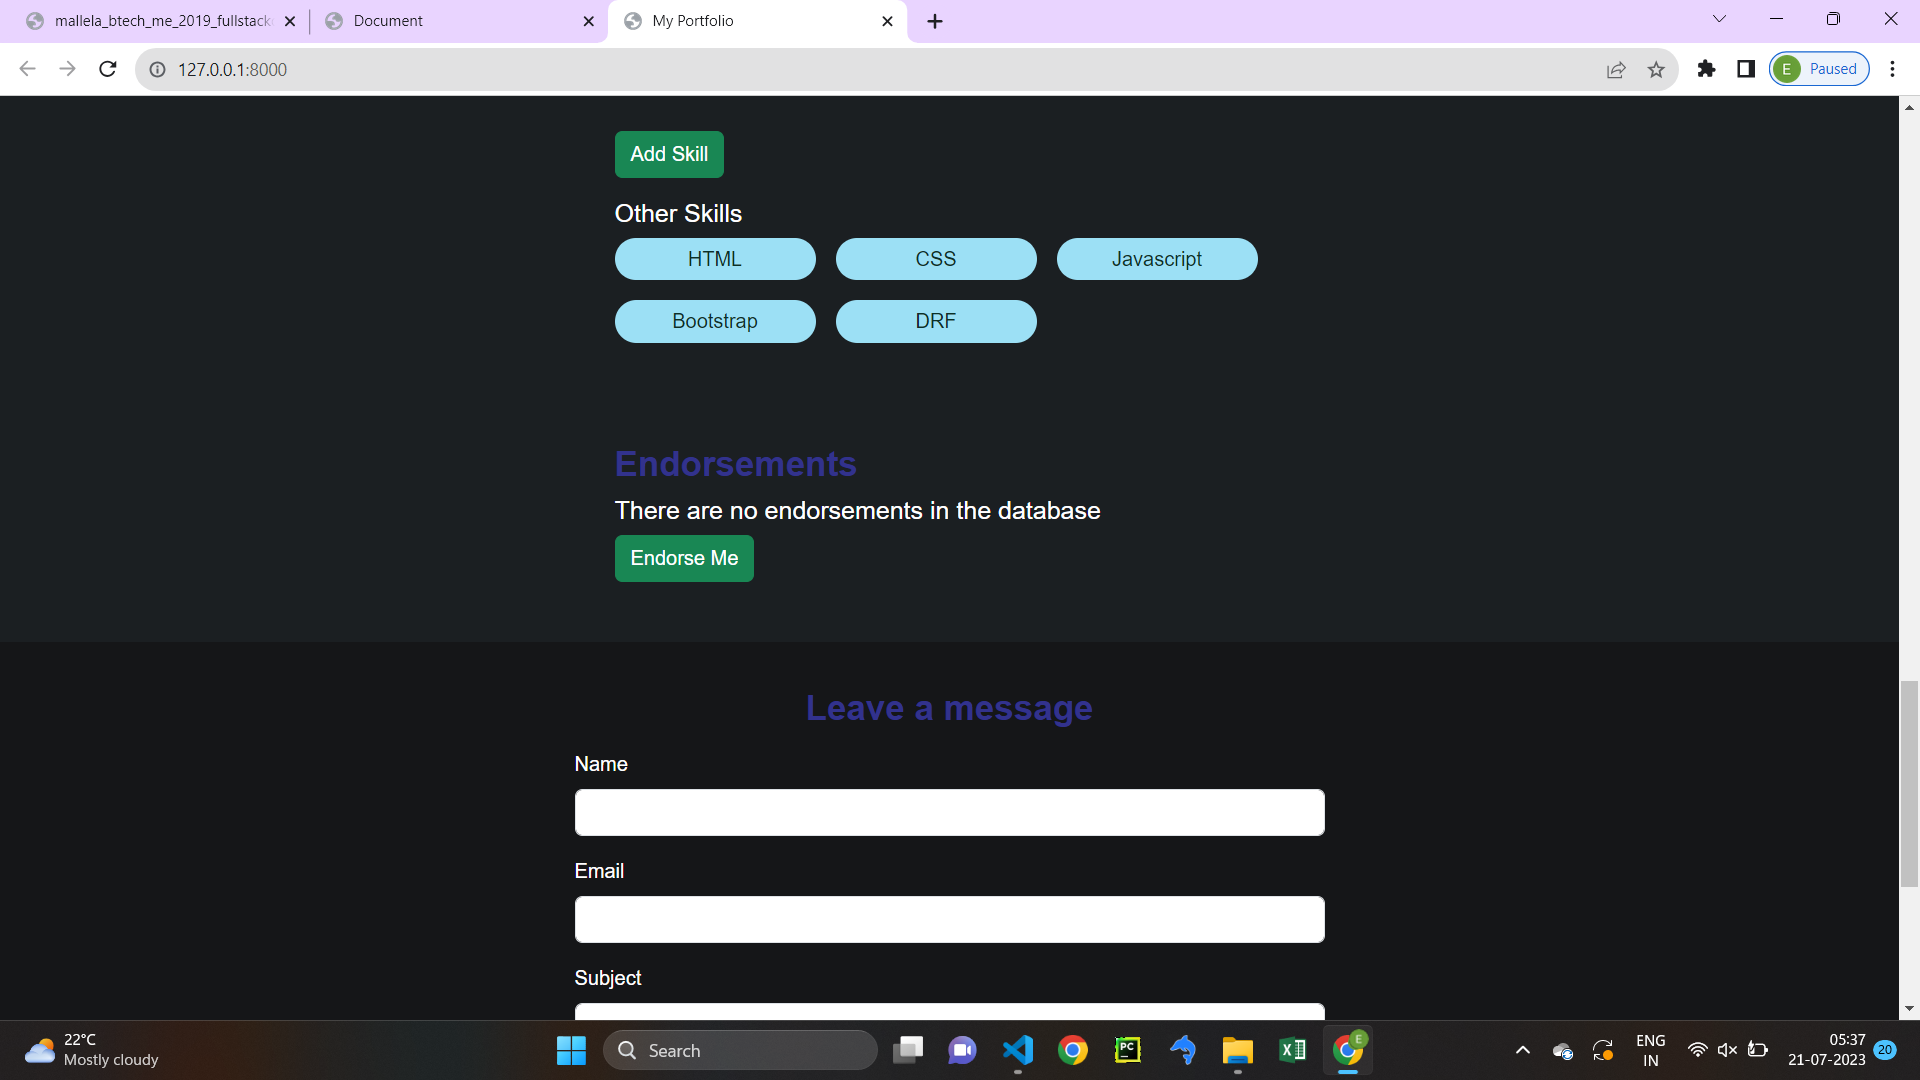 mallela_btech_me_2019_fullstack
Document
My Portfolio
127.0.0.1:8000
E
Paused
Add Skill
Other Skills
HTML
CSS
Javascript
Bootstrap
DRF
Endorsements
There are no endorsements in the database
Endorse Me
Leave a message
Name
Email
Subject
22°C
Mostly cloudy
Search
PC
E
ENG
IN
05:37
21-07-2023
20